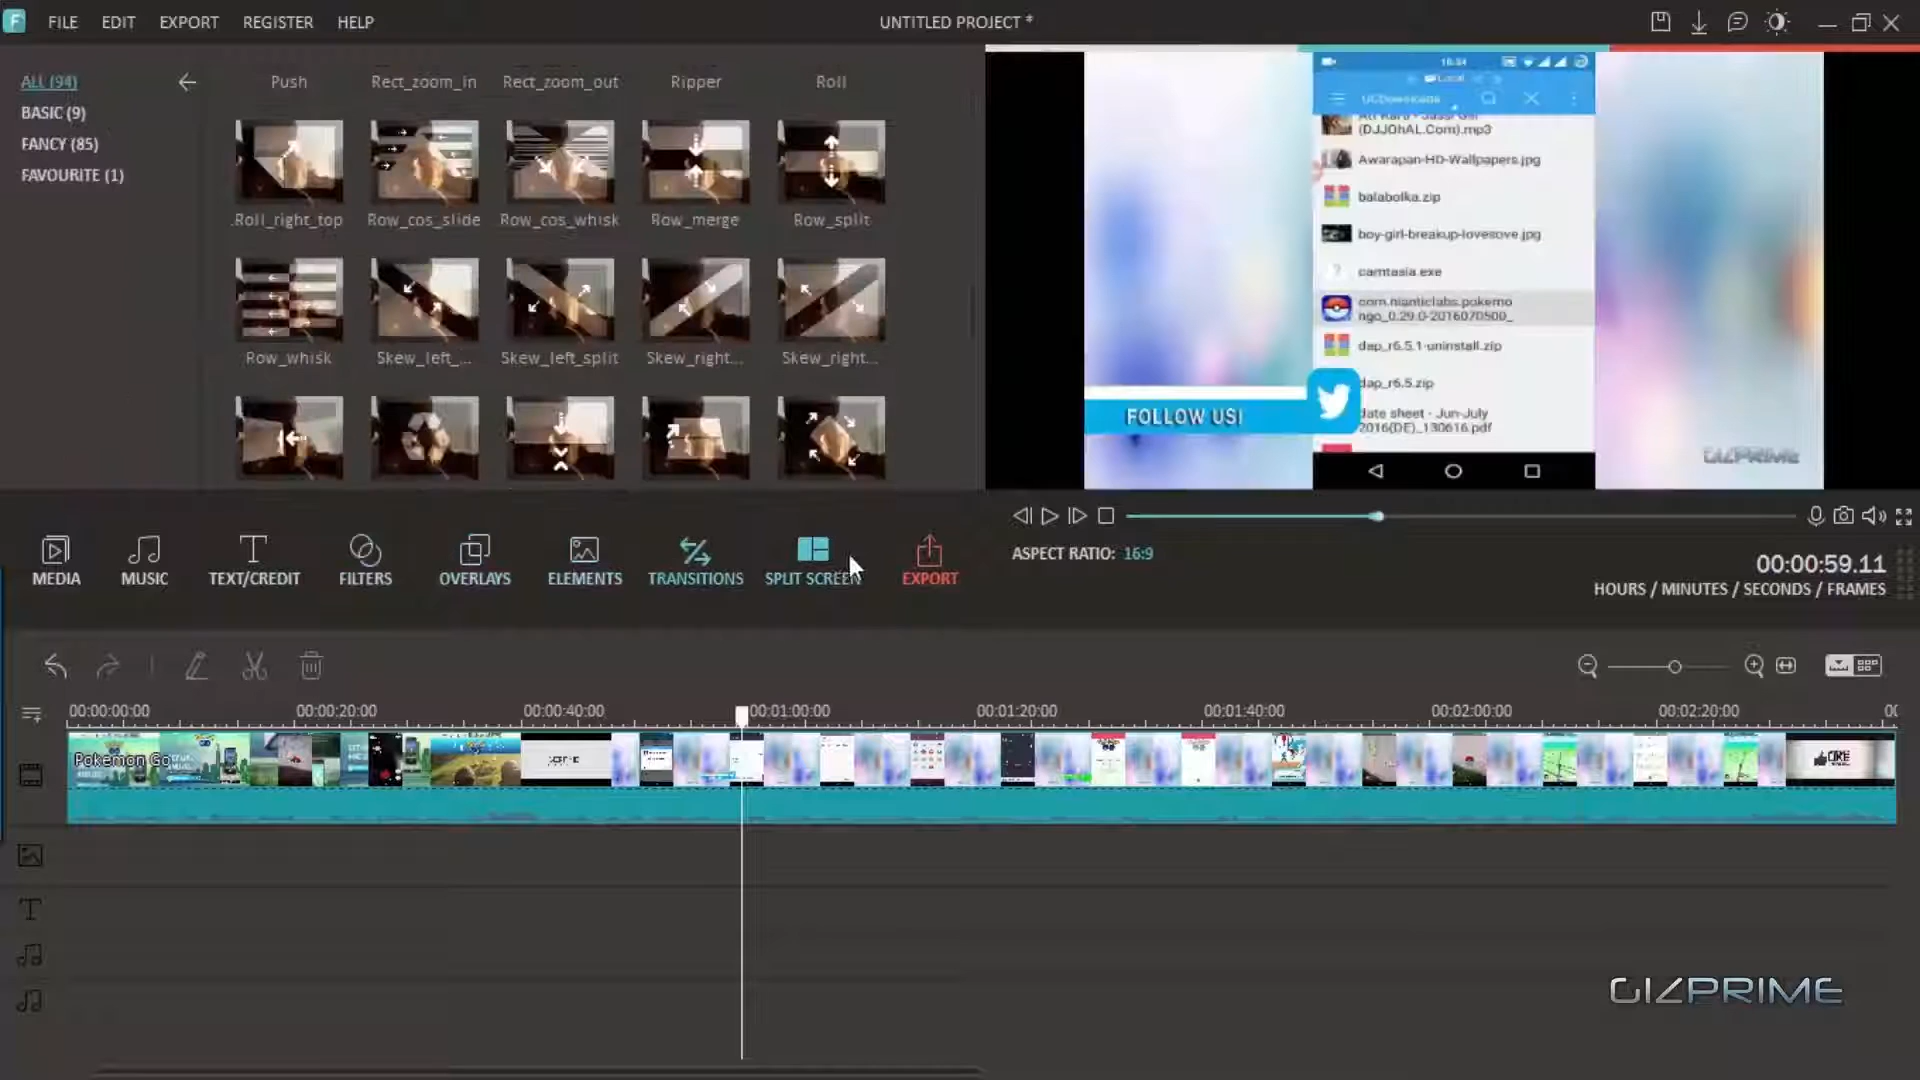 FILE EDIT EXPORT REGISTER HELP UNTITLED PROJECT *
ALL (94)
BASIC (9)
FANCY (85)
FAVOURITE (1)
Push Rect_zoom_in Rect_zoom_out Ripper Roll
Roll_right_top Row_cos_slide Row_cos_whisk Row_merge Row_split
Row_whisk Skew_left_... Skew_left_split Skew_right... Skew_right...
Local
UCDownloads
(DJJOhAL.Com).mp3
Awarapan-HD-Wallpapers.jpg
balabolka.zip
boy-girl-breakup-lovesove.jpg
camtasia.exe
com.nianticlabs.pokemo
ngo_0.29.0-2016070500_
dap_r6.5.1-uninstall.zip
dap_r6.5.zip
date sheet - Jun-July
2016(DE)_130616.pdf
FOLLOW US!
GIZPRIME
MEDIA MUSIC TEXT/CREDIT FILTERS OVERLAYS ELEMENTS TRANSITIONS SPLIT SCREEN EXPORT
ASPECT RATIO: 16:9
00:00:59.11
HOURS / MINUTES / SECONDS / FRAMES
00:00:00:00 00:00:20:00 00:00:40:00 00:01:00:00 00:01:20:00 00:01:40:00 00:02:00:00 00:02:20:00
Pokemon Go
LIKE
GIZPRIME